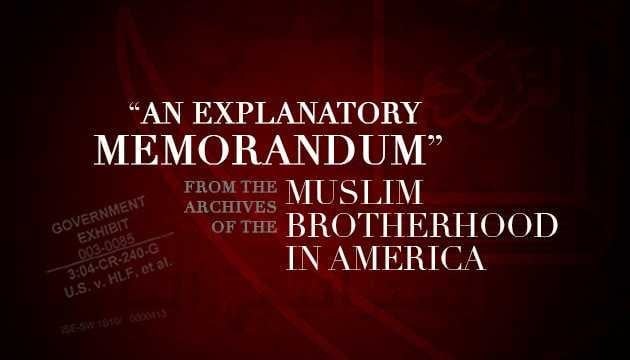 “AN EXPLANATORY
MEMORANDUM”
FROM THE
ARCHIVES
OF THE
MUSLIM
BROTHERHOOD
IN AMERICA
GOVERNMENT
EXHIBIT
003-0085
3:04-CR-240-G
U.S. v. HLF, et al.